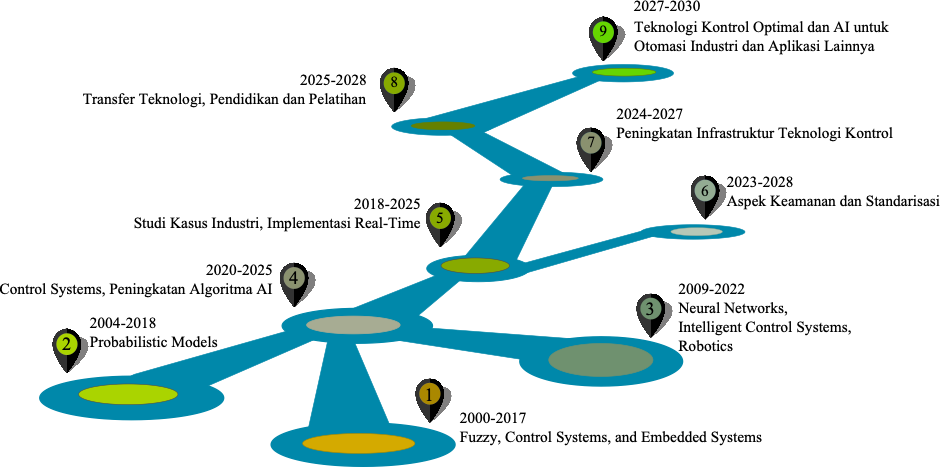 2027-2030
9
Teknologi Kontrol Optimal dan AI untuk
Otomasi Industri dan Aplikasi Lainnya
2025-2028
8
Transfer Teknologi, Pendidikan dan Pelatihan
2024-2027
7
Peningkatan Infrastruktur Teknologi Kontrol
2023-2028
6
Aspek Keamanan dan Standarisasi
2018-2025
5
Studi Kasus Industri, Implementasi Real-Time
2020-2025
4
Control Systems, Peningkatan Algoritma AI
2009-2022
3
Neural Networks,
Intelligent Control Systems,
Robotics
2004-2018
2
Probabilistic Models
1
2000-2017
Fuzzy, Control Systems, and Embedded Systems